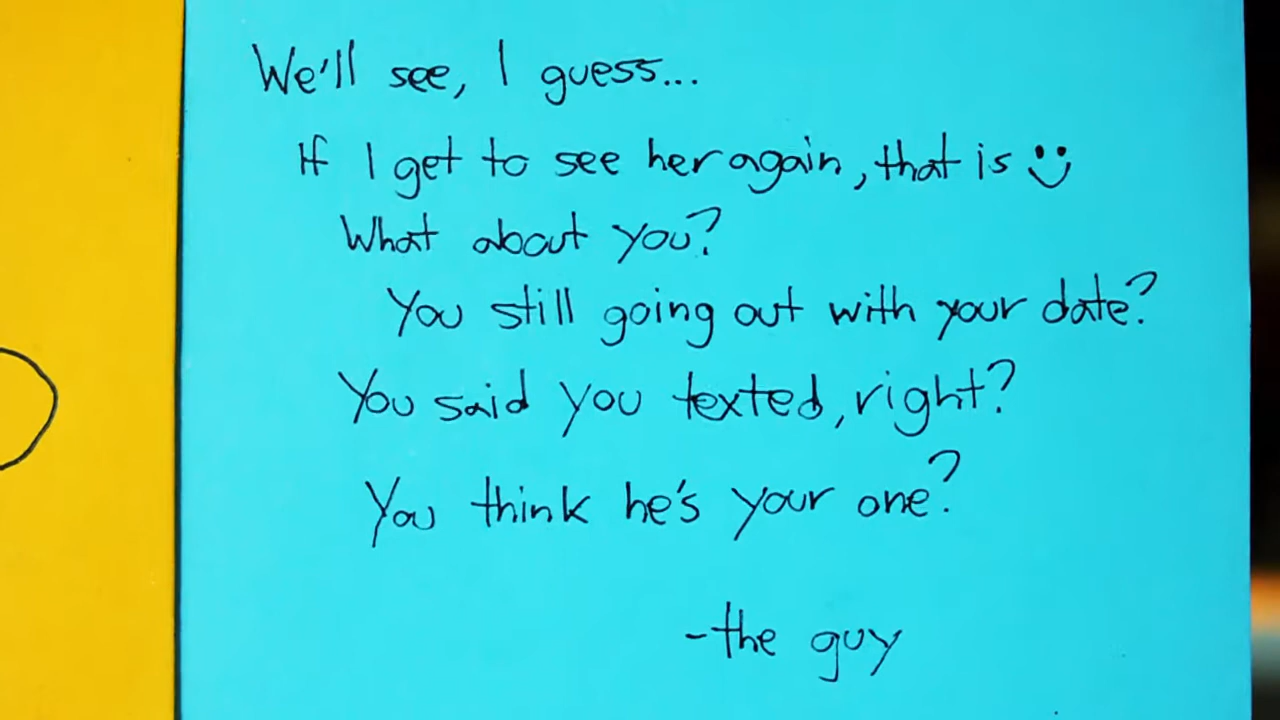 We'll see, I guess...
If I get to see her again, that is :)
What about you?
You still going out with your date?
You said you texted, right?
You think he's your one?
-the guy